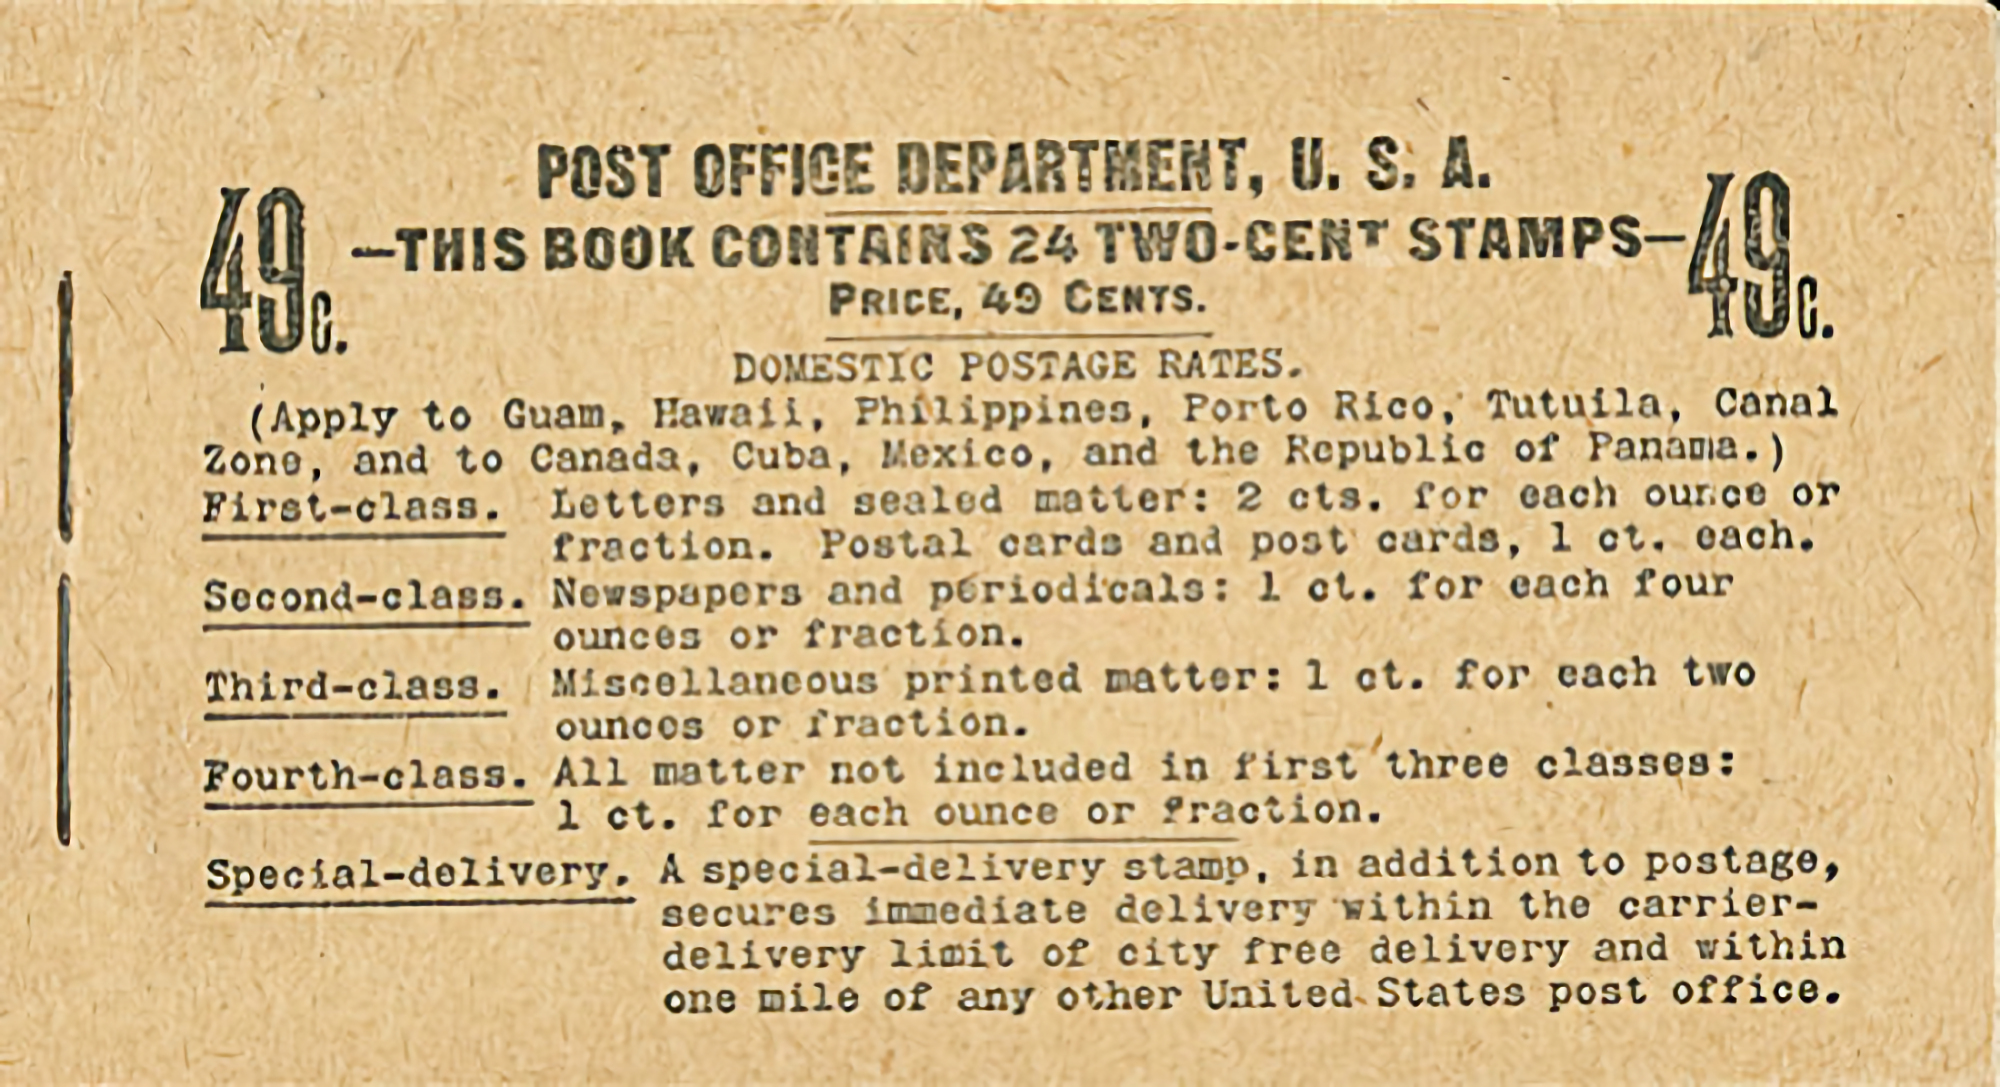 POST OFFICE DEPARTMENT, U. S. A.
49c. —THIS BOOK CONTAINS 24 TWO-CENT STAMPS— 49c.
PRICE, 49 CENTS.
DOMESTIC POSTAGE RATES.
(Apply to Guam, Hawaii, Philippines, Porto Rico, Tutuila, Canal
Zone, and to Canada, Cuba, Mexico, and the Republic of Panama.)
First-class. Letters and sealed matter: 2 cts. for each ounce or
fraction. Postal cards and post cards, 1 ct. each.
Second-class. Newspapers and periodicals: 1 ct. for each four
ounces or fraction.
Third-class. Miscellaneous printed matter: 1 ct. for each two
ounces or fraction.
Fourth-class. All matter not included in first three classes:
1 ct. for each ounce or fraction.
Special-delivery. A special-delivery stamp, in addition to postage,
secures immediate delivery within the carrier-
delivery limit of city free delivery and within
one mile of any other United States post office.